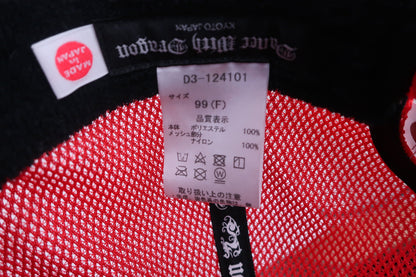 Dance With Dragon
KYOTO JAPAN
MADE
in
JAPAN
D3-124101
サイズ
99 (F)
品質表示
本体 ポリエステル 100%
メッシュ部分
ナイロン 100%
取り扱い上の注意